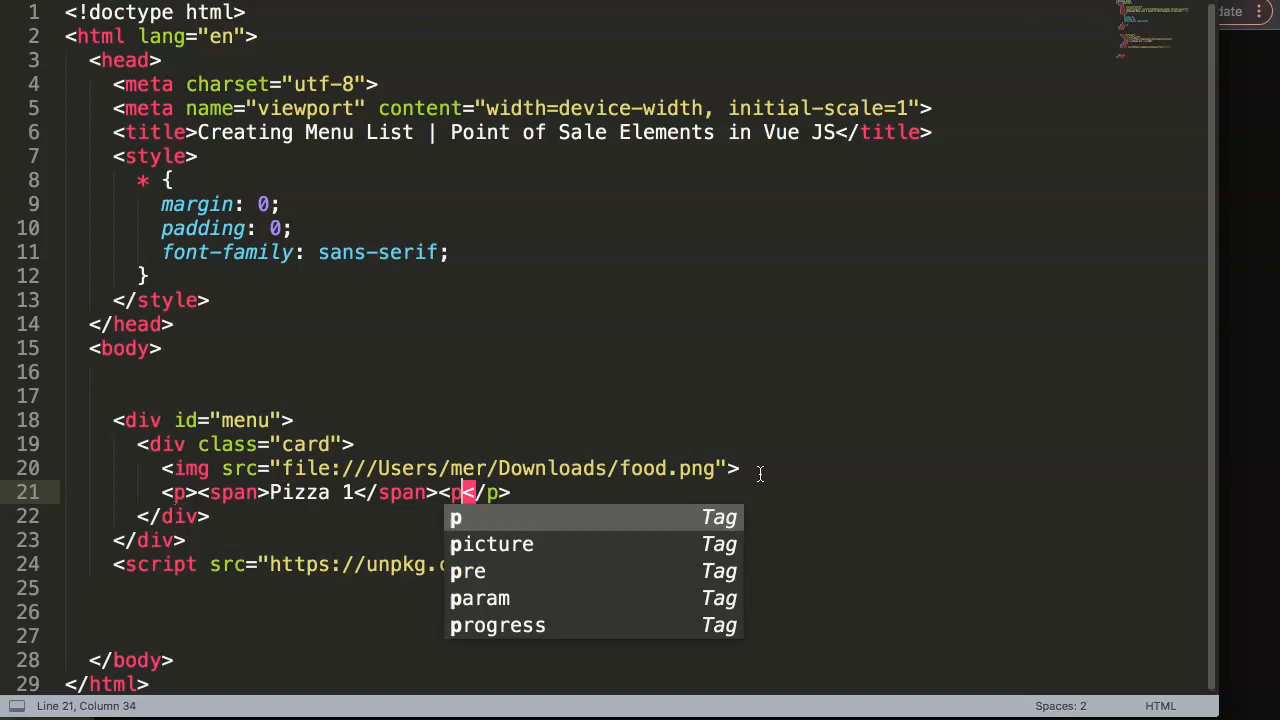 date
1 <!doctype html>
2 <html lang="en">
3 <head>
4 <meta charset="utf-8">
5 <meta name="viewport" content="width=device-width, initial-scale=1">
6 <title>Creating Menu List | Point of Sale Elements in Vue JS</title>
7 <style>
8 * {
9 margin: 0;
10 padding: 0;
11 font-family: sans-serif;
12 }
13 </style>
14 </head>
15 <body>
16
17
18 <div id="menu">
19 <div class="card">
20 <img src="file:///Users/mer/Downloads/food.png">
21 <p><span>Pizza 1</span><p</p>
22 </div>
p Tag
23 </div>
picture Tag
24 <script src="https://unpkg.c
pre Tag
25
param Tag
26
progress Tag
27
28 </body>
29 </html>
Line 21, Column 34 Spaces: 2 HTML